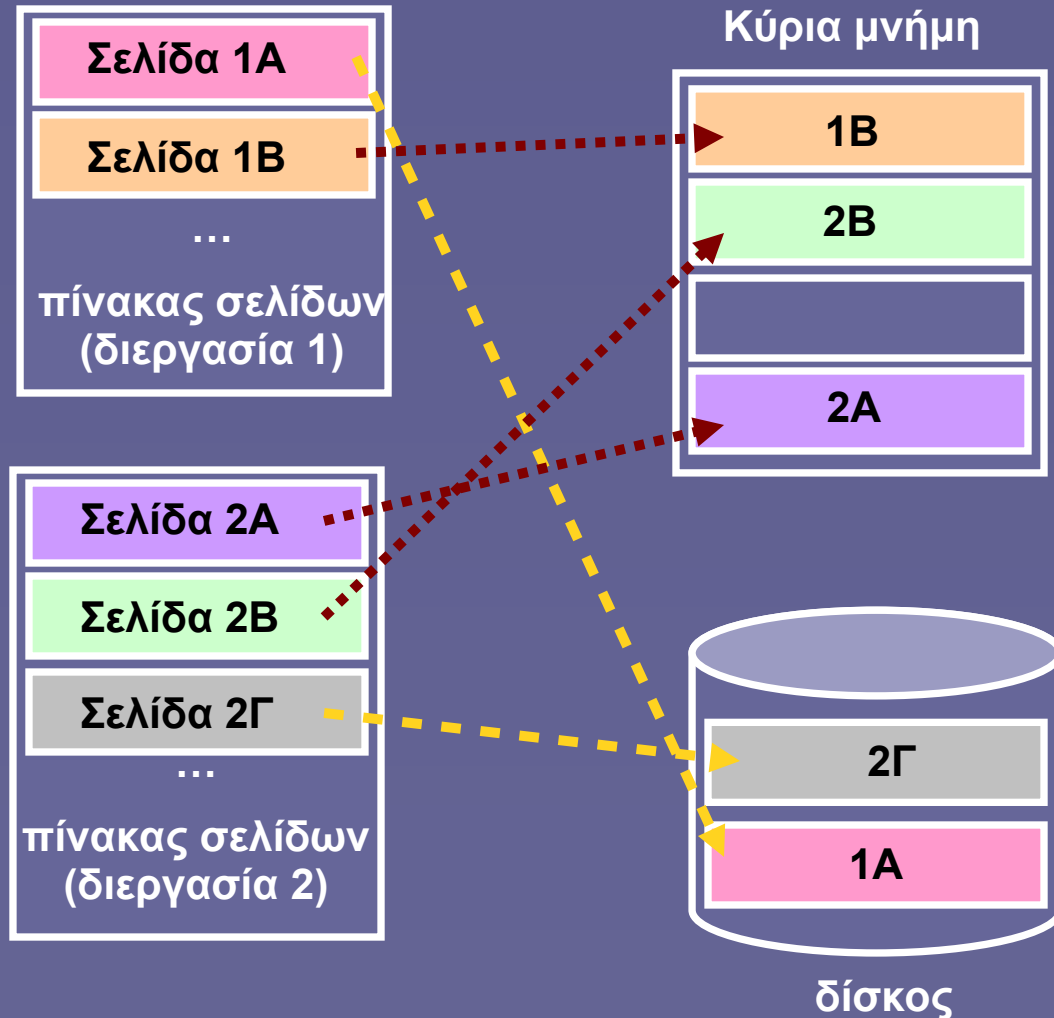 Σελίδα 1Α
Σελίδα 1Β
…
πίνακας σελίδων
(διεργασία 1)
Σελίδα 2Α
Σελίδα 2Β
Σελίδα 2Γ
…
πίνακας σελίδων
(διεργασία 2)
Κύρια μνήμη
1Β
2Β
2Α
2Γ
1Α
δίσκος